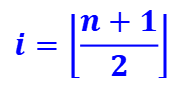 i = ⌊(n + 1)/2⌋